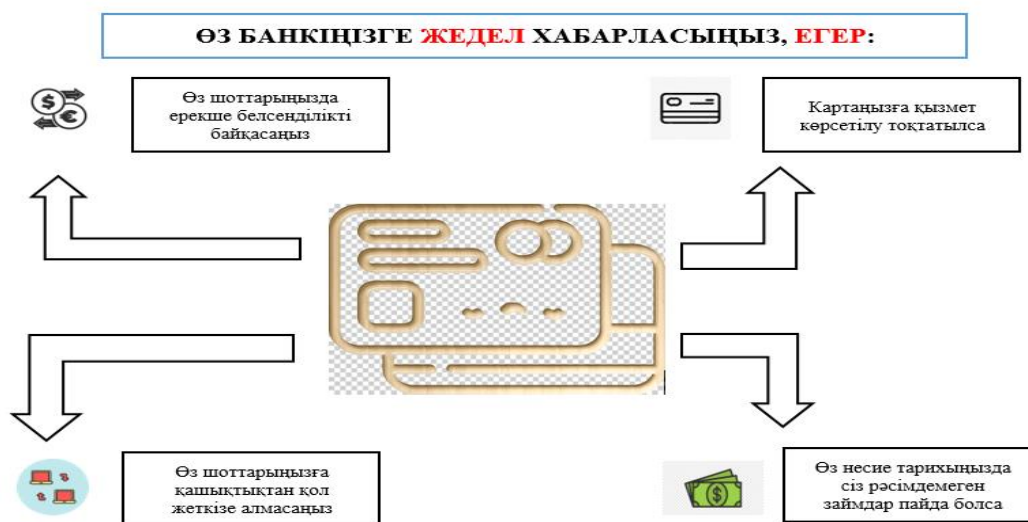 ӨЗ БАНКІҢІЗГЕ ЖЕДЕЛ ХАБАРЛАСЫҢЫЗ, ЕГЕР:
Өз шоттарыңызда
ерекше белсенділікті
байқасаңыз
Картаңызға қызмет
көрсетілу тоқтатылса
Өз шоттарыңызға
қашықтықтан қол
жеткізе алмасаңыз
Өз несие тарихыңызда
сіз рәсімдемеген
займдар пайда болса